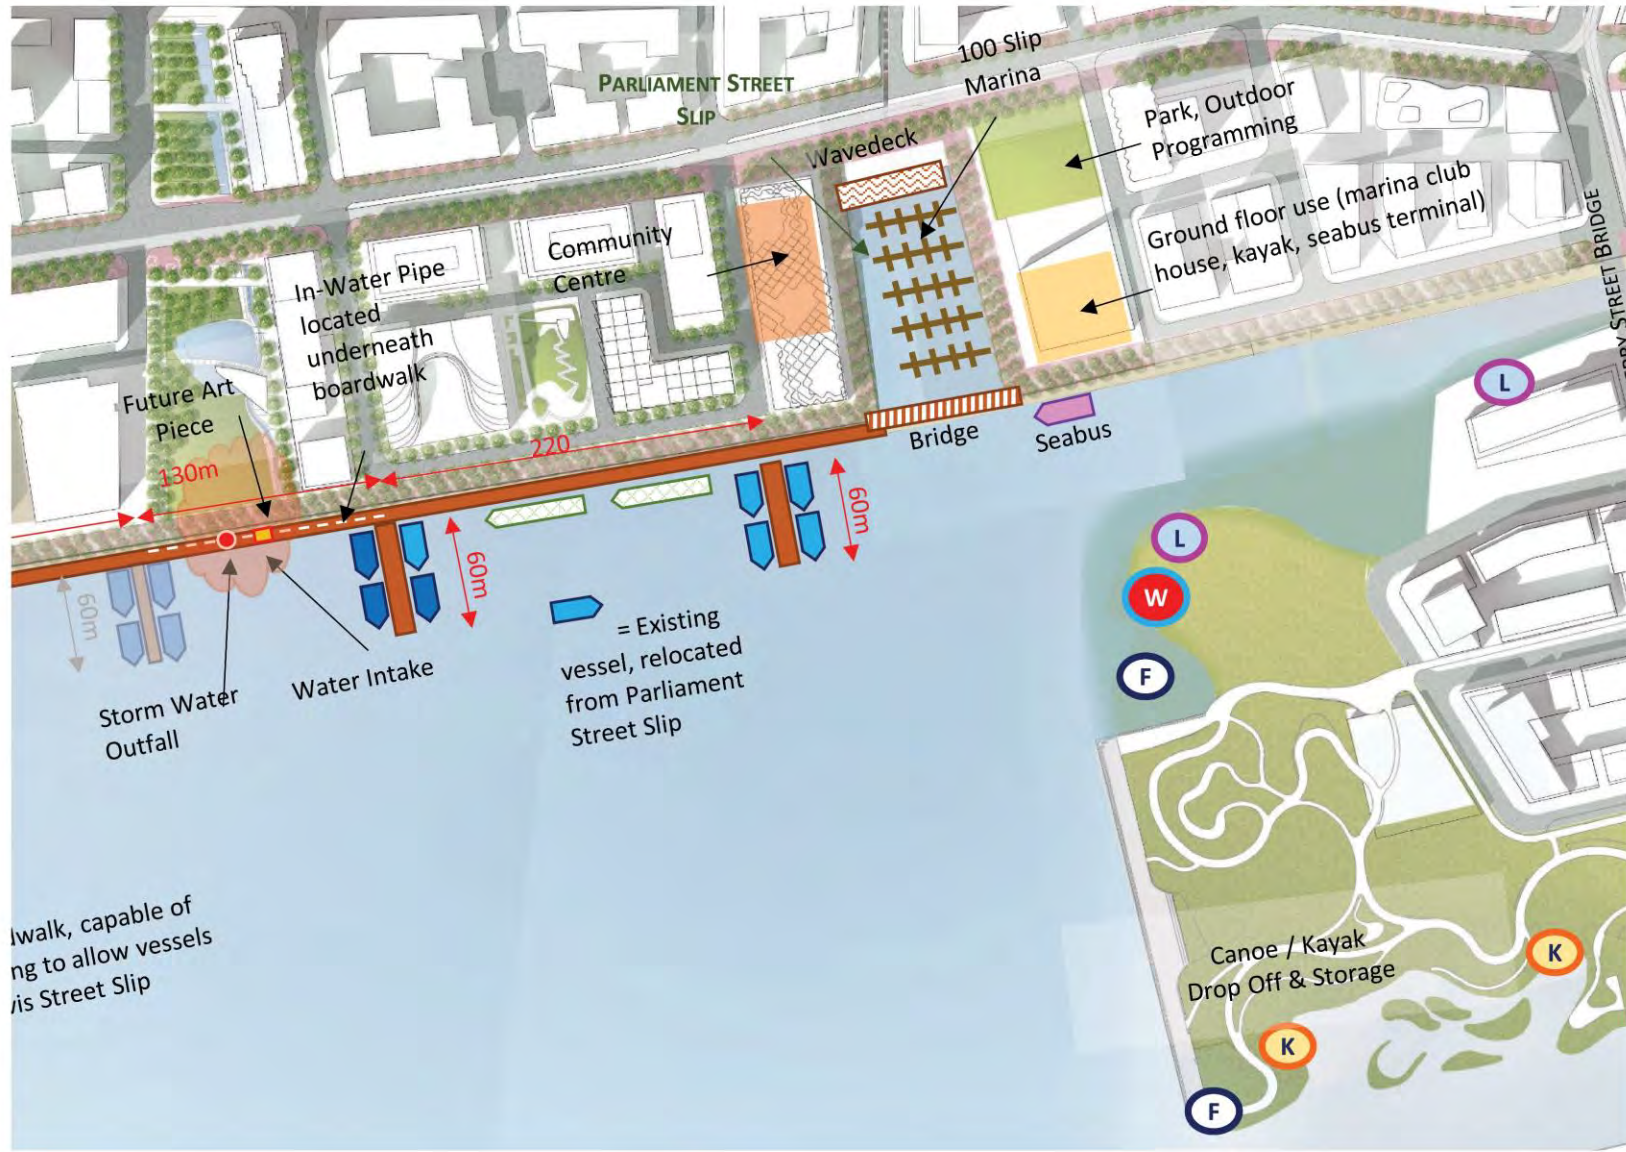 PARLIAMENT STREET
SLIP
100 Slip
Marina
Wavedeck
Park, Outdoor
Programming
Ground floor use (marina club
house, kayak, seabus terminal)
STREET BRIDGE
Community
Centre
In-Water Pipe
located
underneath
boardwalk
Future Art
Piece
130m
220
Bridge
Seabus
60m
60m
60m
Storm Water
Outfall
Water Intake
= Existing
vessel, relocated
from Parliament
Street Slip
L
L
W
F
capable of
to allow vessels
Street Slip
Canoe / Kayak
Drop Off & Storage
K
K
F